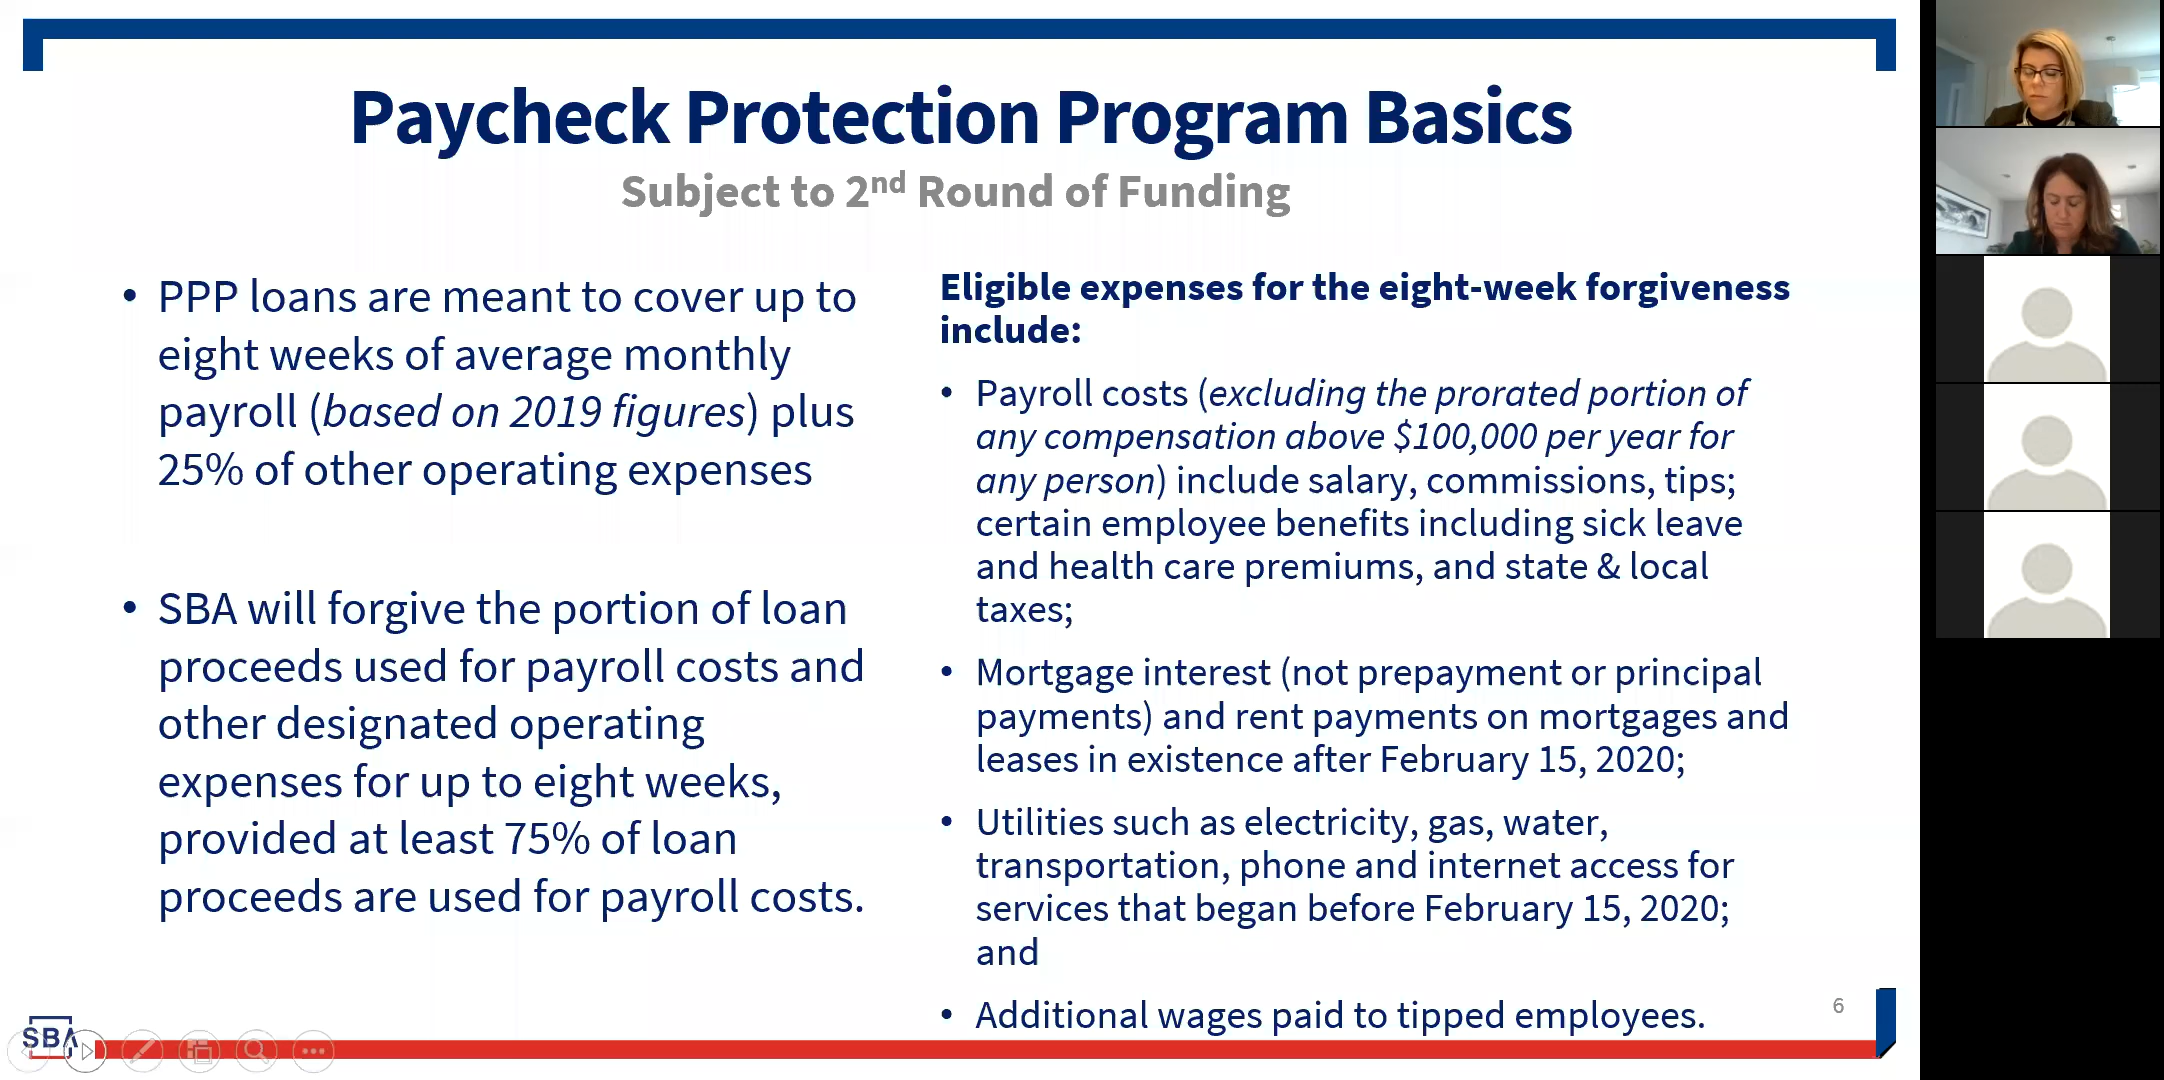 Paycheck Protection Program Basics
Subject to 2nd Round of Funding
• PPP loans are meant to cover up to
eight weeks of average monthly
payroll (based on 2019 figures) plus
25% of other operating expenses
• SBA will forgive the portion of loan
proceeds used for payroll costs and
other designated operating
expenses for up to eight weeks,
provided at least 75% of loan
proceeds are used for payroll costs.
Eligible expenses for the eight-week forgiveness
include:
• Payroll costs (excluding the prorated portion of
any compensation above $100,000 per year for
any person) include salary, commissions, tips;
certain employee benefits including sick leave
and health care premiums, and state & local
taxes;
• Mortgage interest (not prepayment or principal
payments) and rent payments on mortgages and
leases in existence after February 15, 2020;
• Utilities such as electricity, gas, water,
transportation, phone and internet access for
services that began before February 15, 2020;
and
• Additional wages paid to tipped employees.
6
SBA